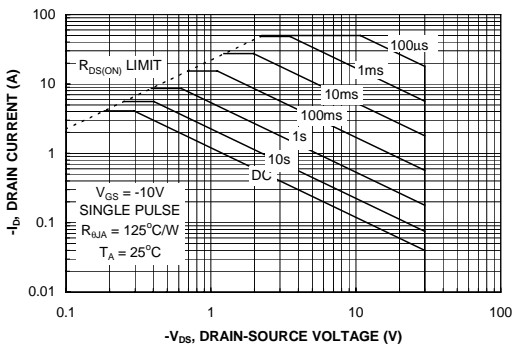 100
10
1
0.1
0.01
0.1
1
10
100
-I_D, DRAIN CURRENT (A)
-V_DS, DRAIN-SOURCE VOLTAGE (V)
R_DS(ON) LIMIT
100µs
1ms
10ms
100ms
1s
10s
DC
V_GS = -10V
SINGLE PULSE
R_θJA = 125°C/W
T_A = 25°C